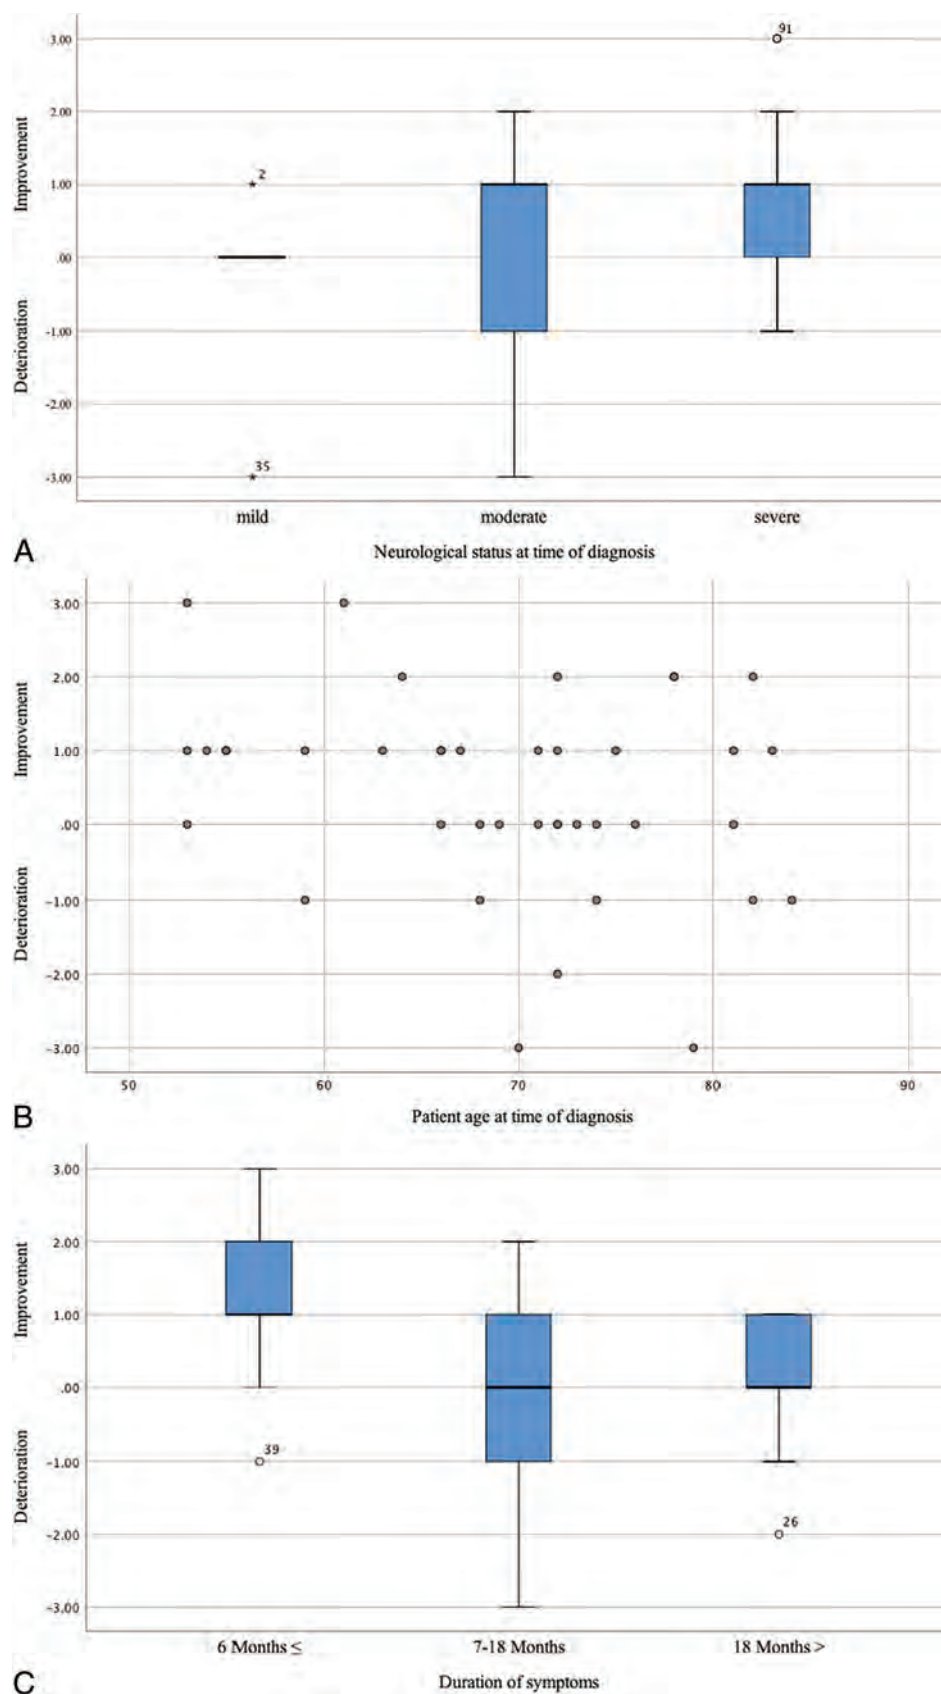 3.00
91
2.00
Improvement
2
1.00
.00
Deterioration
-1.00
-2.00
35
-3.00
mild moderate severe
A
Neurological status at time of diagnosis
3.00
2.00
Improvement
1.00
.00
Deterioration
-1.00
-2.00
-3.00
50 60 70 80 90
B
Patient age at time of diagnosis
3.00
2.00
Improvement
1.00
.00
Deterioration
39
-1.00
26
-2.00
-3.00
6 Months ≤ 7-18 Months 18 Months >
C
Duration of symptoms